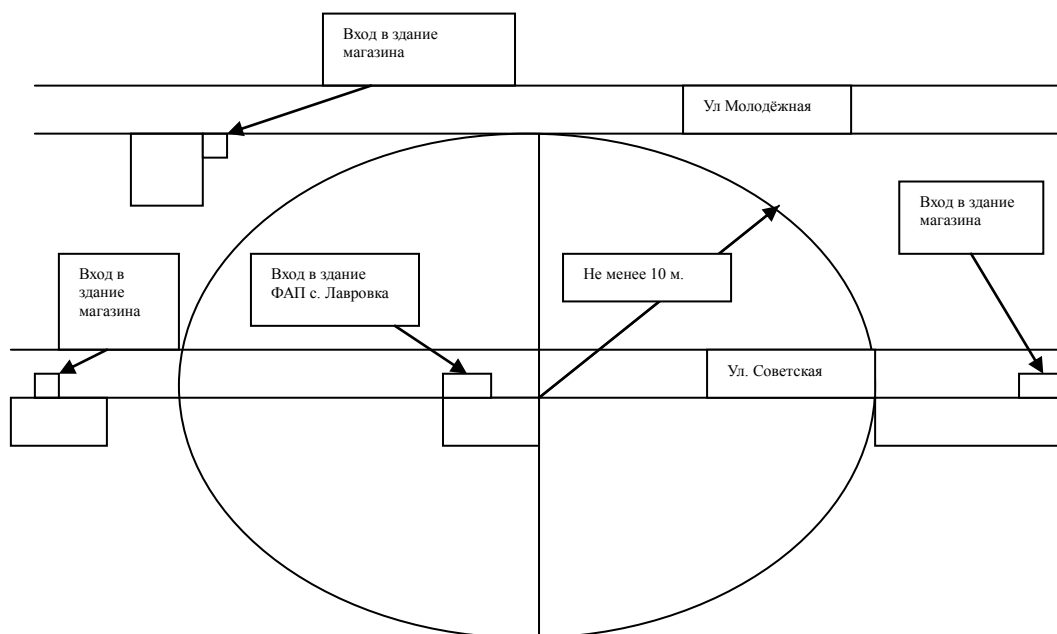 Вход в здание
магазина
Ул Молодёжная
Вход в здание
магазина
Вход в
здание
магазина
Вход в здание
ФАП с. Лавровка
Не менее 10 м.
Ул. Советская